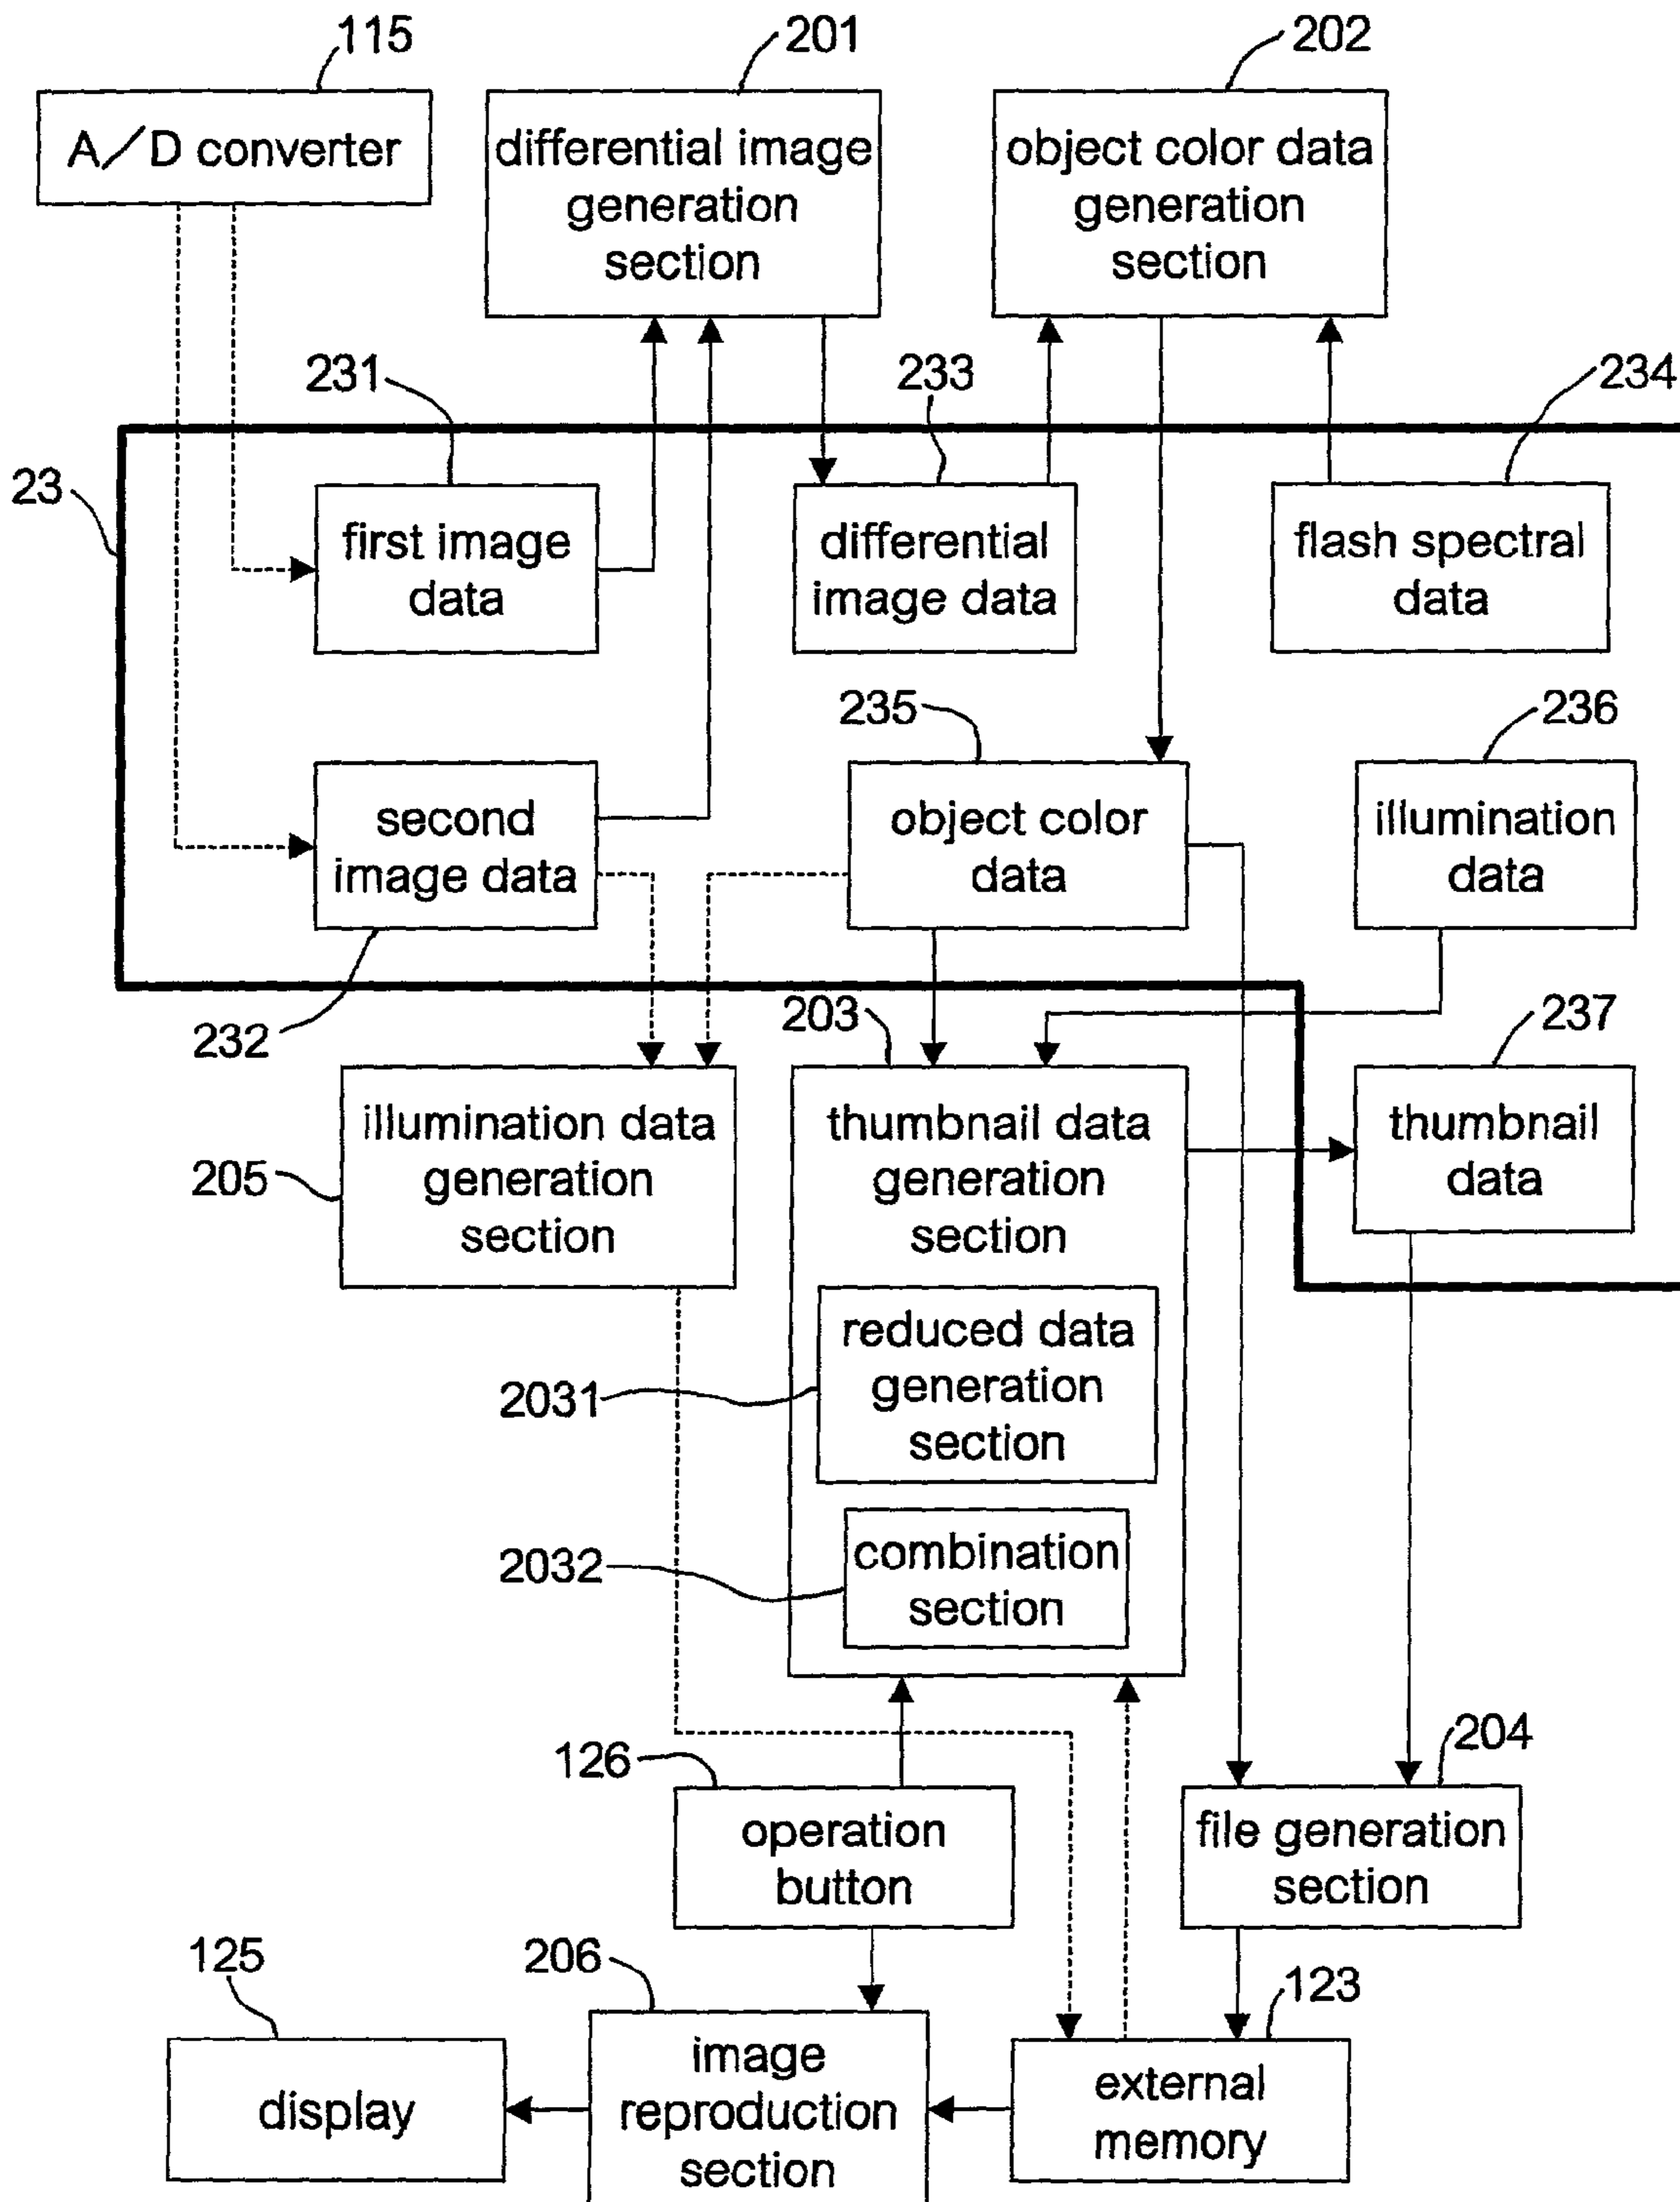 115
201
202
A/D converter
differential image
generation
section
object color data
generation
section
231
233
234
23
first image
data
differential
image data
flash spectral
data
235
236
second
image data
object color
data
illumination
data
232
203
237
illumination data
generation
section
thumbnail data
generation
section
thumbnail
data
205
reduced data
generation
section
2031
combination
section
2032
126
204
operation
button
file generation
section
125
206
123
display
image
reproduction
section
external
memory